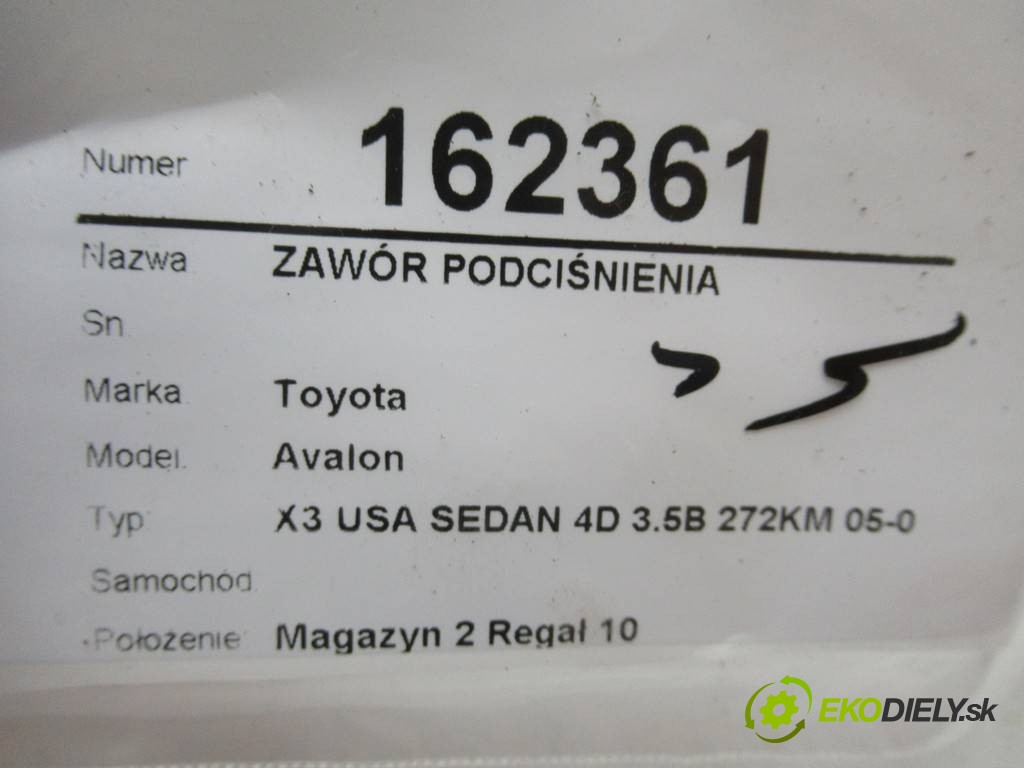 Numer 162361
Nazwa ZAWÓR PODCIŚNIENIA
Sn
Marka Toyota
Model Avalon
Typ X3 USA SEDAN 4D 3.5B 272KM 05-0
Samochód
Położenie Magazyn 2 Regał 10
EKODIELY.sk